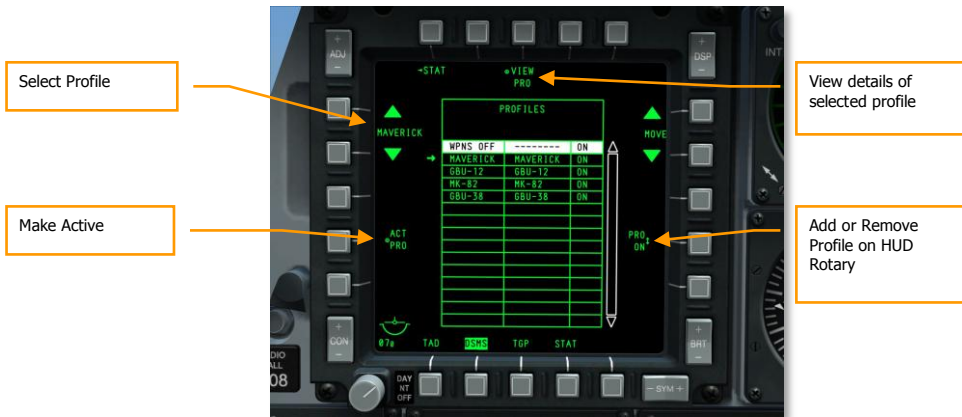 +
ADJ
-
+
DSP
-
INT
→STAT
VIEW
PRO
Select Profile
View details of
selected profile
MAVERICK
PROFILES
MOVE
WPNS OFF -------- ON
→ MAVERICK MAVERICK ON
GBU-12 GBU-12 ON
MK-82 MK-82 ON
GBU-38 GBU-38 ON
Make Active
ACT
PRO
PRO
ON
Add or Remove
Profile on HUD
Rotary
+
CON
-
+
BRT
-
TAD DSMS TGP STAT
DIO
ALL
08
DAY
NT
OFF
- SYM +